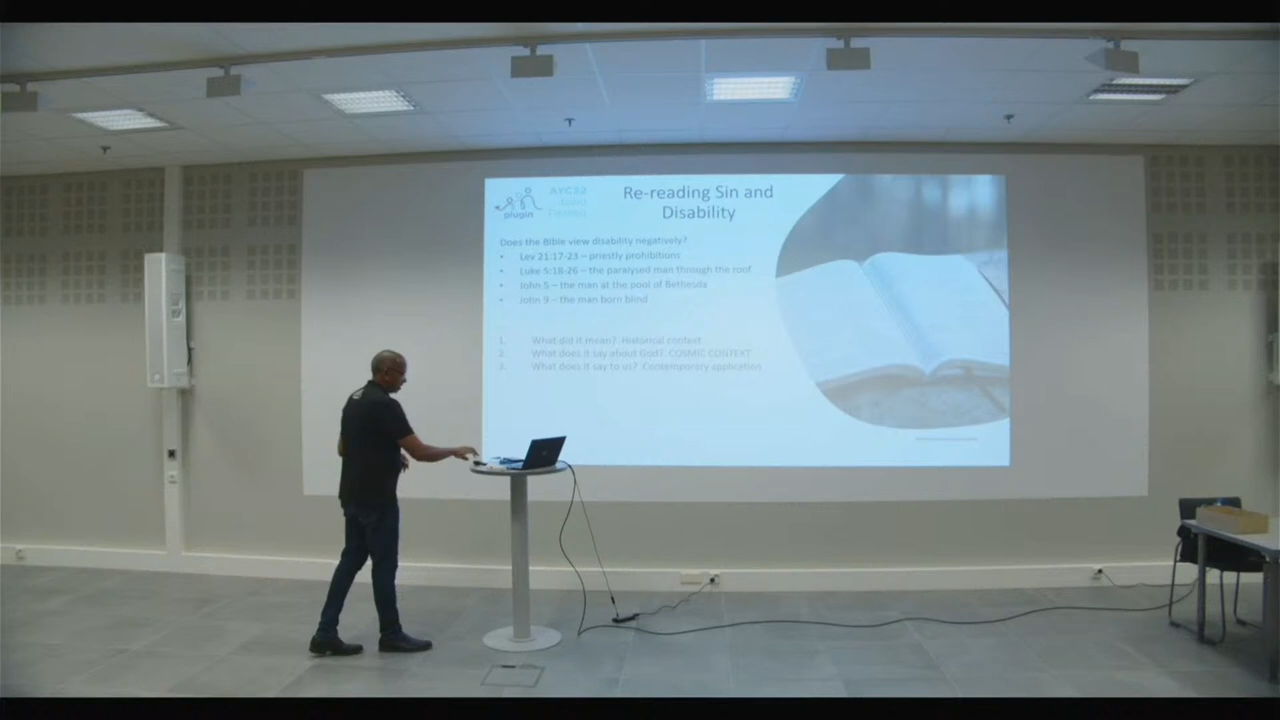 plugin
AYC22
Re-reading Sin and
Disability
Does the Bible view disability negatively?
• Lev 21:17-23 – priestly prohibitions
• Luke 5:18-26 – the paralysed man through the roof
• John 5 – the man at the pool of Bethesda
• John 9 – the man born blind
1. What did it mean? Historical context
2. What does it say about God? COSMIC CONTEXT
3. What does it say to us? Contemporary application